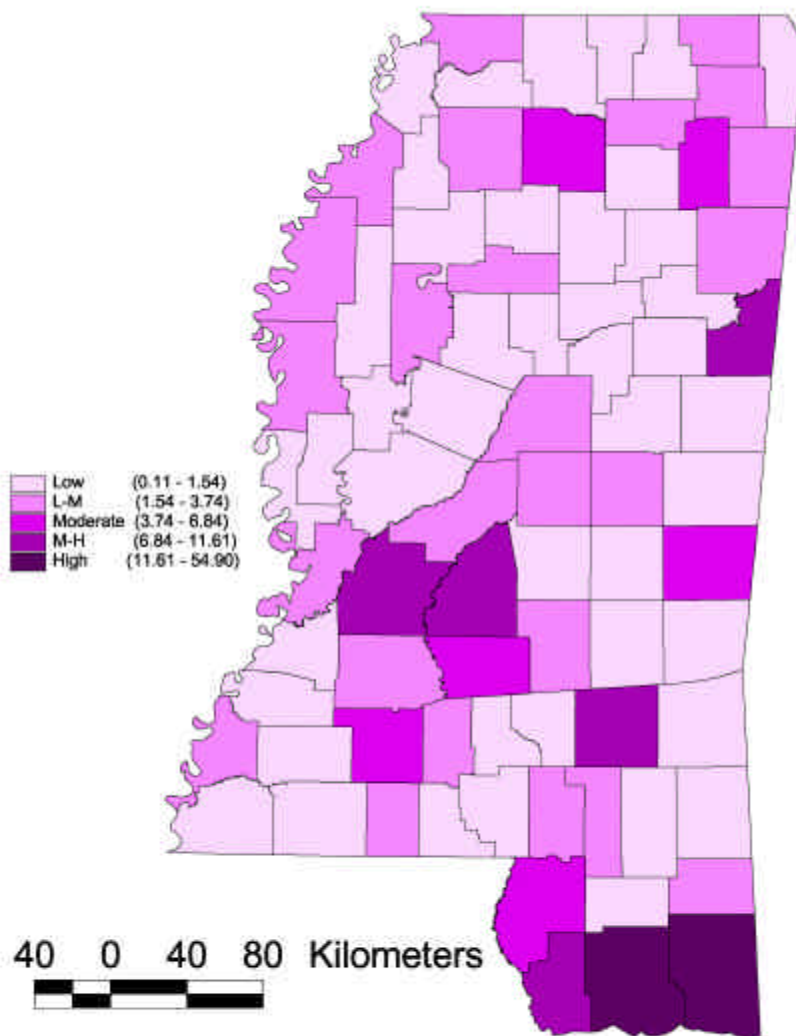 Low (0.11 - 1.54)
L-M (1.54 - 3.74)
Moderate (3.74 - 6.84)
M-H (6.84 - 11.61)
High (11.61 - 54.90)
40 0 40 80 Kilometers